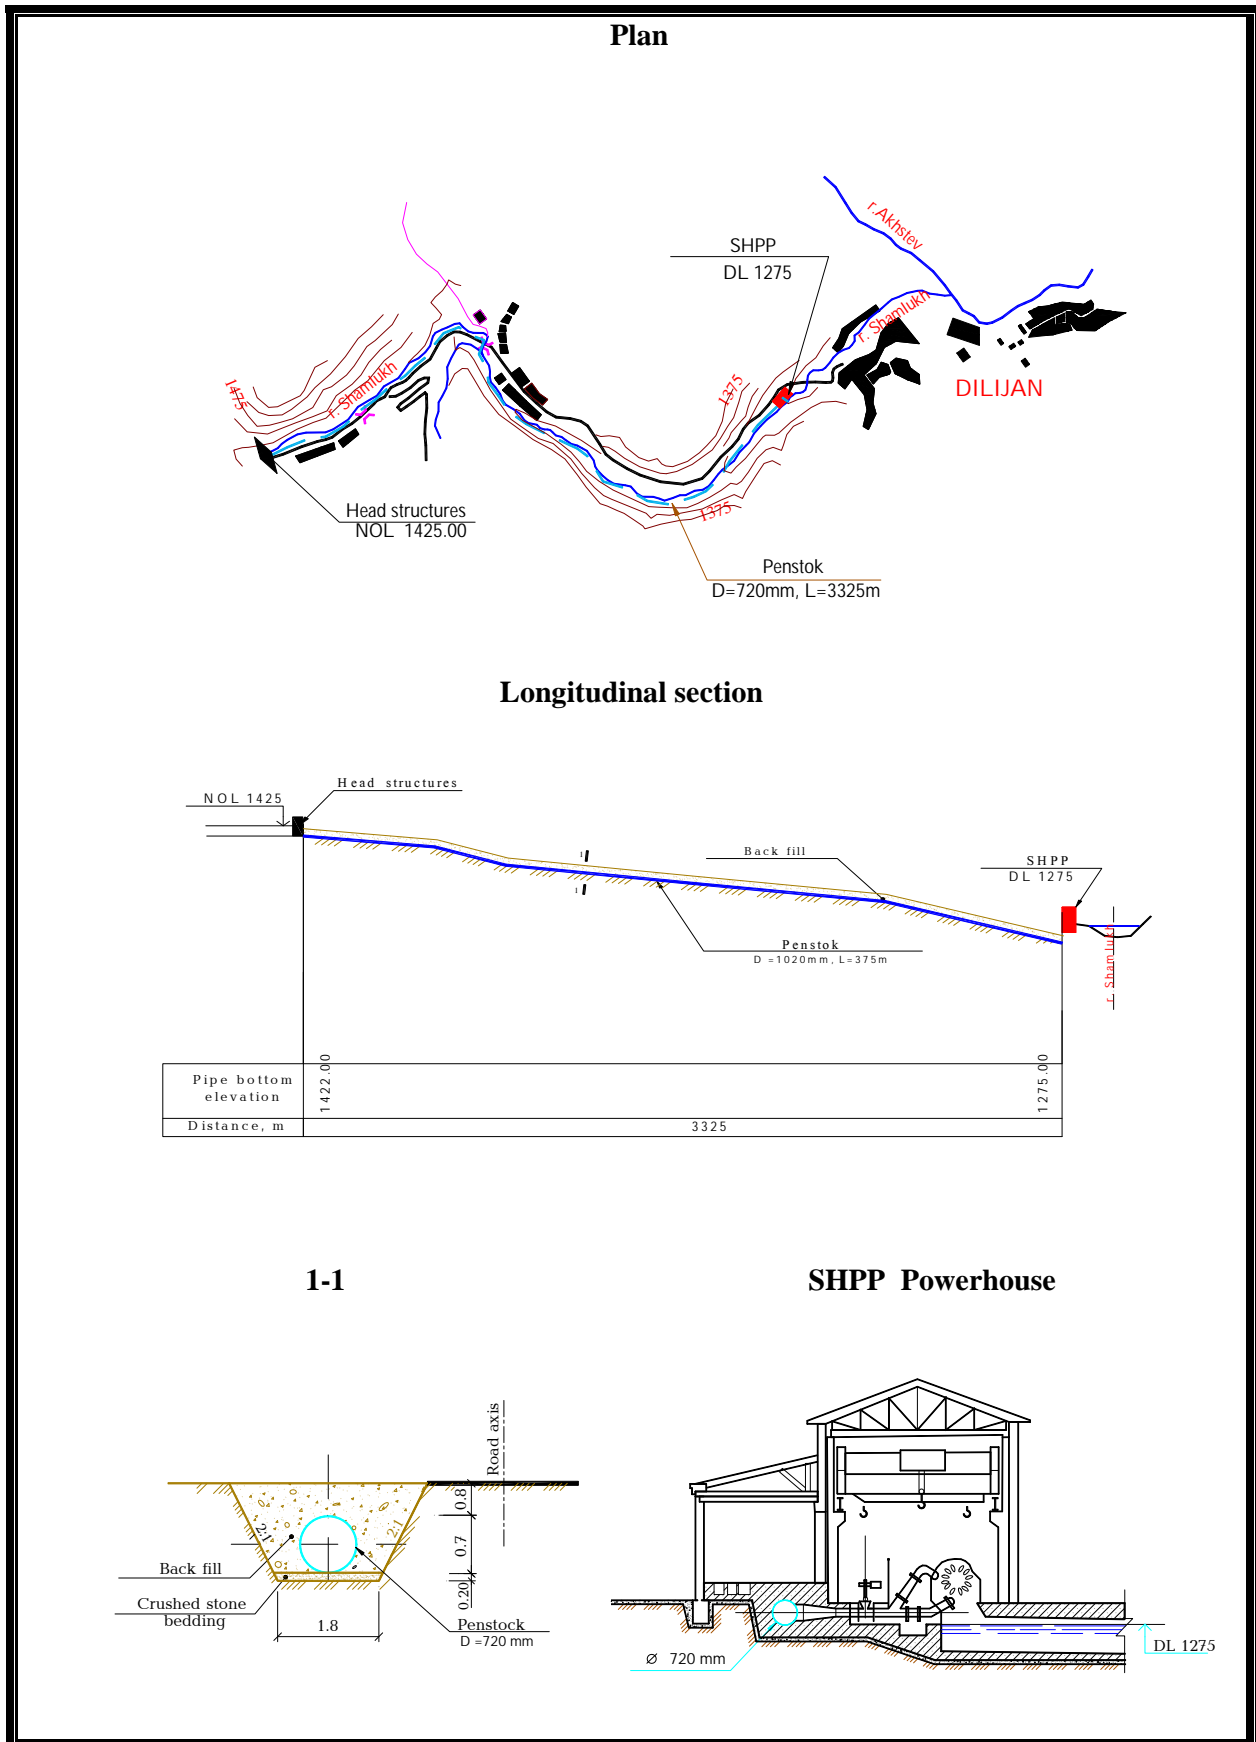 Plan
r.Akhstev
SHPP
DL 1275
r. Shamlukh
1475
r. Shamlukh
1375
DILIJAN
Head structures
NOL 1425.00
1375
Penstok
D=720mm, L=3325m
Longitudinal section
Head structures
NOL 1425
1
1
Back fill
SHPP
DL 1275
Penstok
D =1020mm, L=375m
r. Shamlukh
Pipe bottom
elevation
1422.00
1275.00
Distance, m
3325
1-1
SHPP Powerhouse
Road axis
0.8
2:1
2:1
0.7
Back fill
0.20
Crushed stone
bedding
1.8
Penstock
D =720 mm
Ø 720 mm
DL 1275